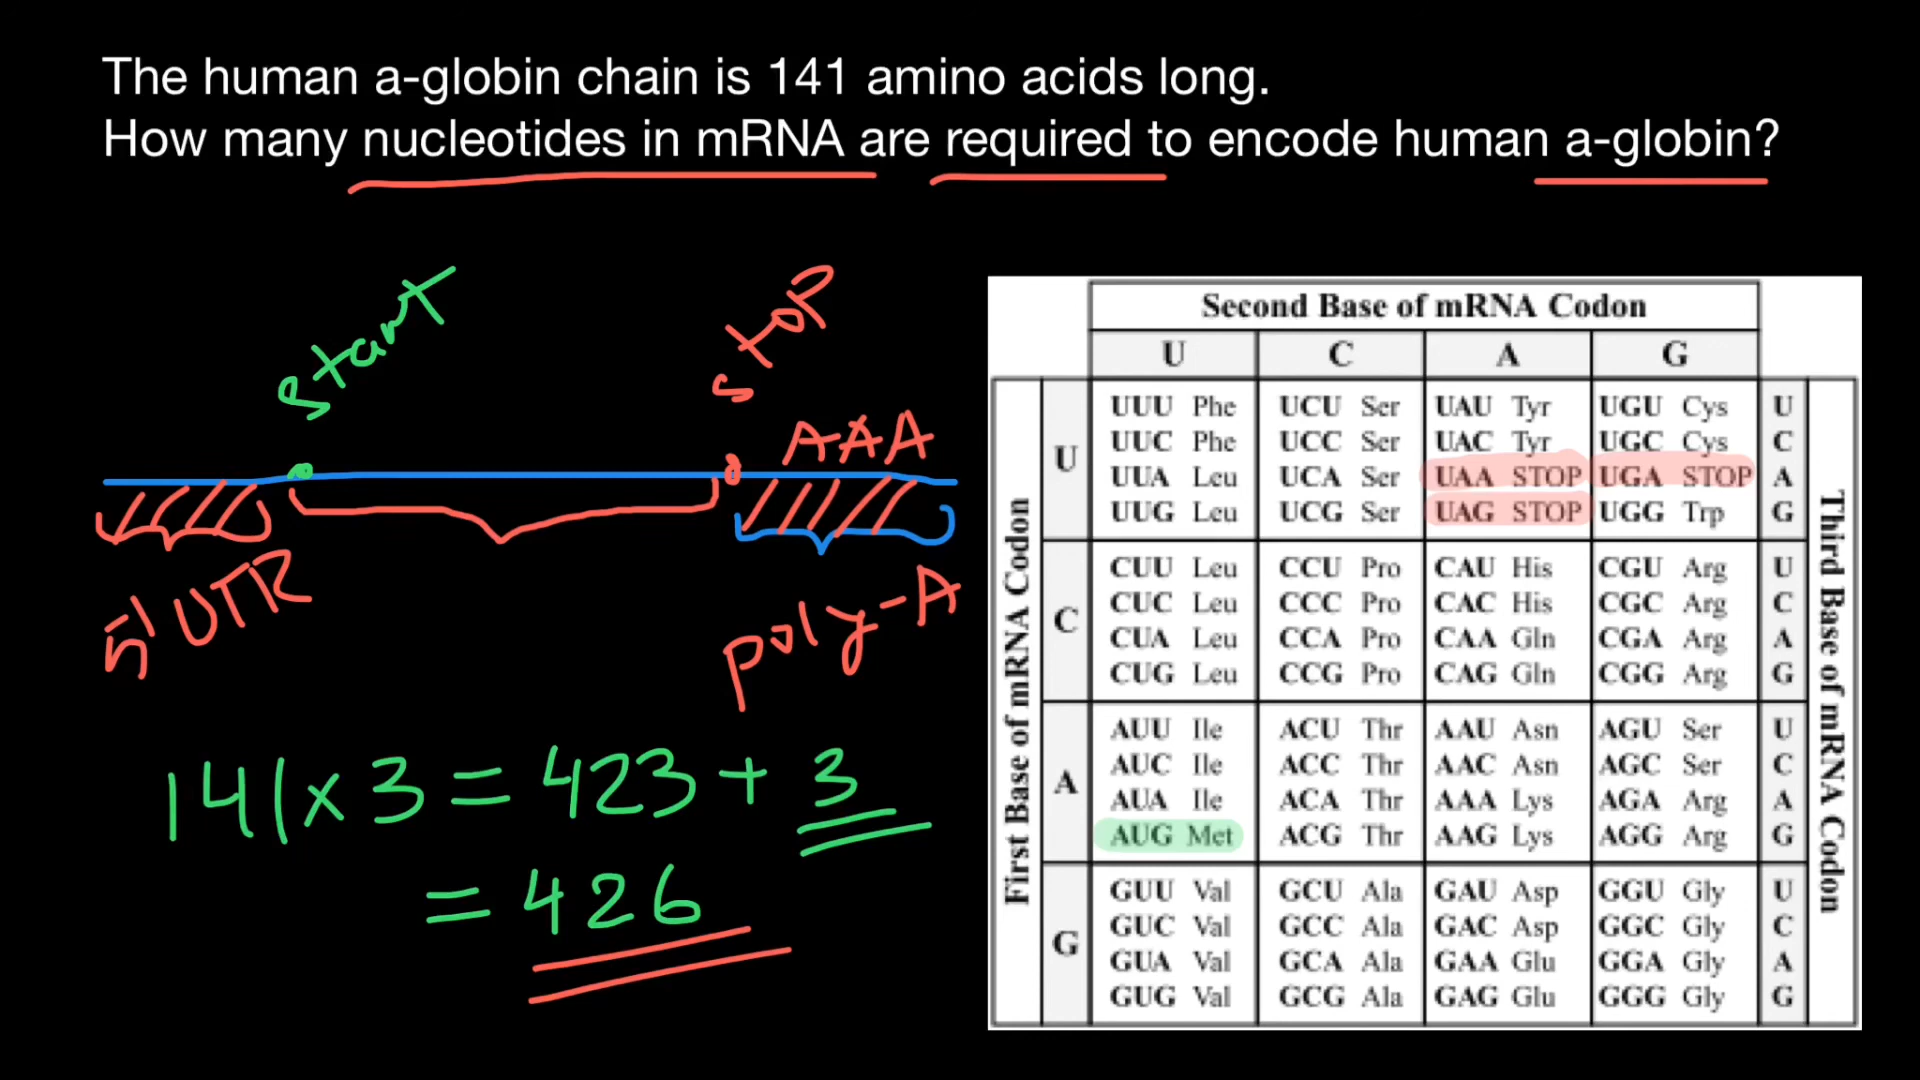 The human a-globin chain is 141 amino acids long.
How many nucleotides in mRNA are required to encode human a-globin?
start
stop
AAA
5' UTR
poly-A
141 x 3 = 423 + 3
= 426
Second Base of mRNA Codon
U C A G
First Base of mRNA Codon
Third Base of mRNA Codon
U
UUU Phe UCU Ser UAU Tyr UGU Cys U
UUC Phe UCC Ser UAC Tyr UGC Cys C
UUA Leu UCA Ser UAA STOP UGA STOP A
UUG Leu UCG Ser UAG STOP UGG Trp G
C
CUU Leu CCU Pro CAU His CGU Arg U
CUC Leu CCC Pro CAC His CGC Arg C
CUA Leu CCA Pro CAA Gln CGA Arg A
CUG Leu CCG Pro CAG Gln CGG Arg G
A
AUU Ile ACU Thr AAU Asn AGU Ser U
AUC Ile ACC Thr AAC Asn AGC Ser C
AUA Ile ACA Thr AAA Lys AGA Arg A
AUG Met ACG Thr AAG Lys AGG Arg G
G
GUU Val GCU Ala GAU Asp GGU Gly U
GUC Val GCC Ala GAC Asp GGC Gly C
GUA Val GCA Ala GAA Glu GGA Gly A
GUG Val GCG Ala GAG Glu GGG Gly G